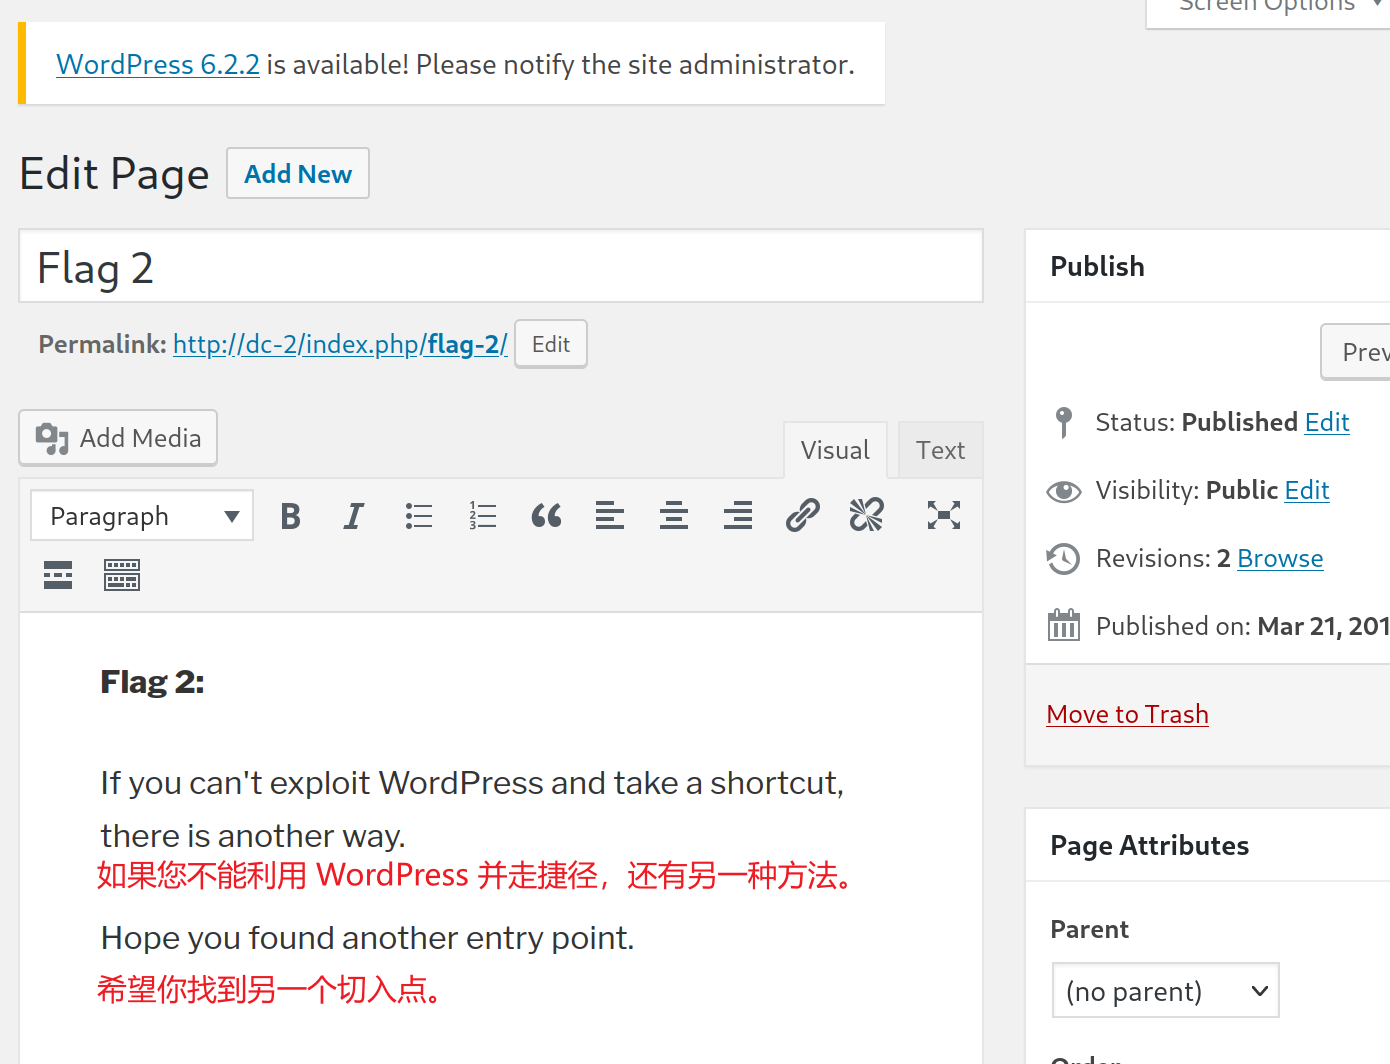 Screen Options
WordPress 6.2.2 is available! Please notify the site administrator.
Edit Page
Add New
Flag 2
Permalink: http://dc-2/index.php/flag-2/
Edit
Add Media
Visual
Text
Paragraph
Flag 2:
If you can't exploit WordPress and take a shortcut,
there is another way.
如果您不能利用 WordPress 并走捷径，还有另一种方法。
Hope you found another entry point.
希望你找到另一个切入点。
Publish
Prev
Status: Published Edit
Visibility: Public Edit
Revisions: 2 Browse
Published on: Mar 21, 201
Move to Trash
Page Attributes
Parent
(no parent)
Order